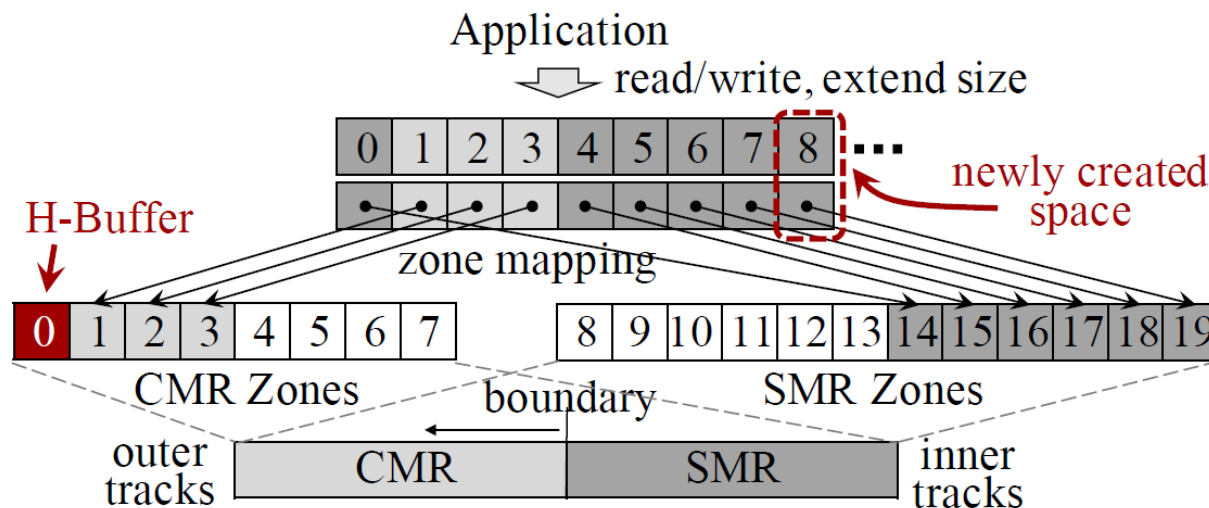 Application
read/write, extend size
0 1 2 3 4 5 6 7 8 ...
newly created
space
H-Buffer
zone mapping
0 1 2 3 4 5 6 7
8 9 10 11 12 13 14 15 16 17 18 19
CMR Zones
SMR Zones
boundary
outer
tracks
CMR
SMR
inner
tracks